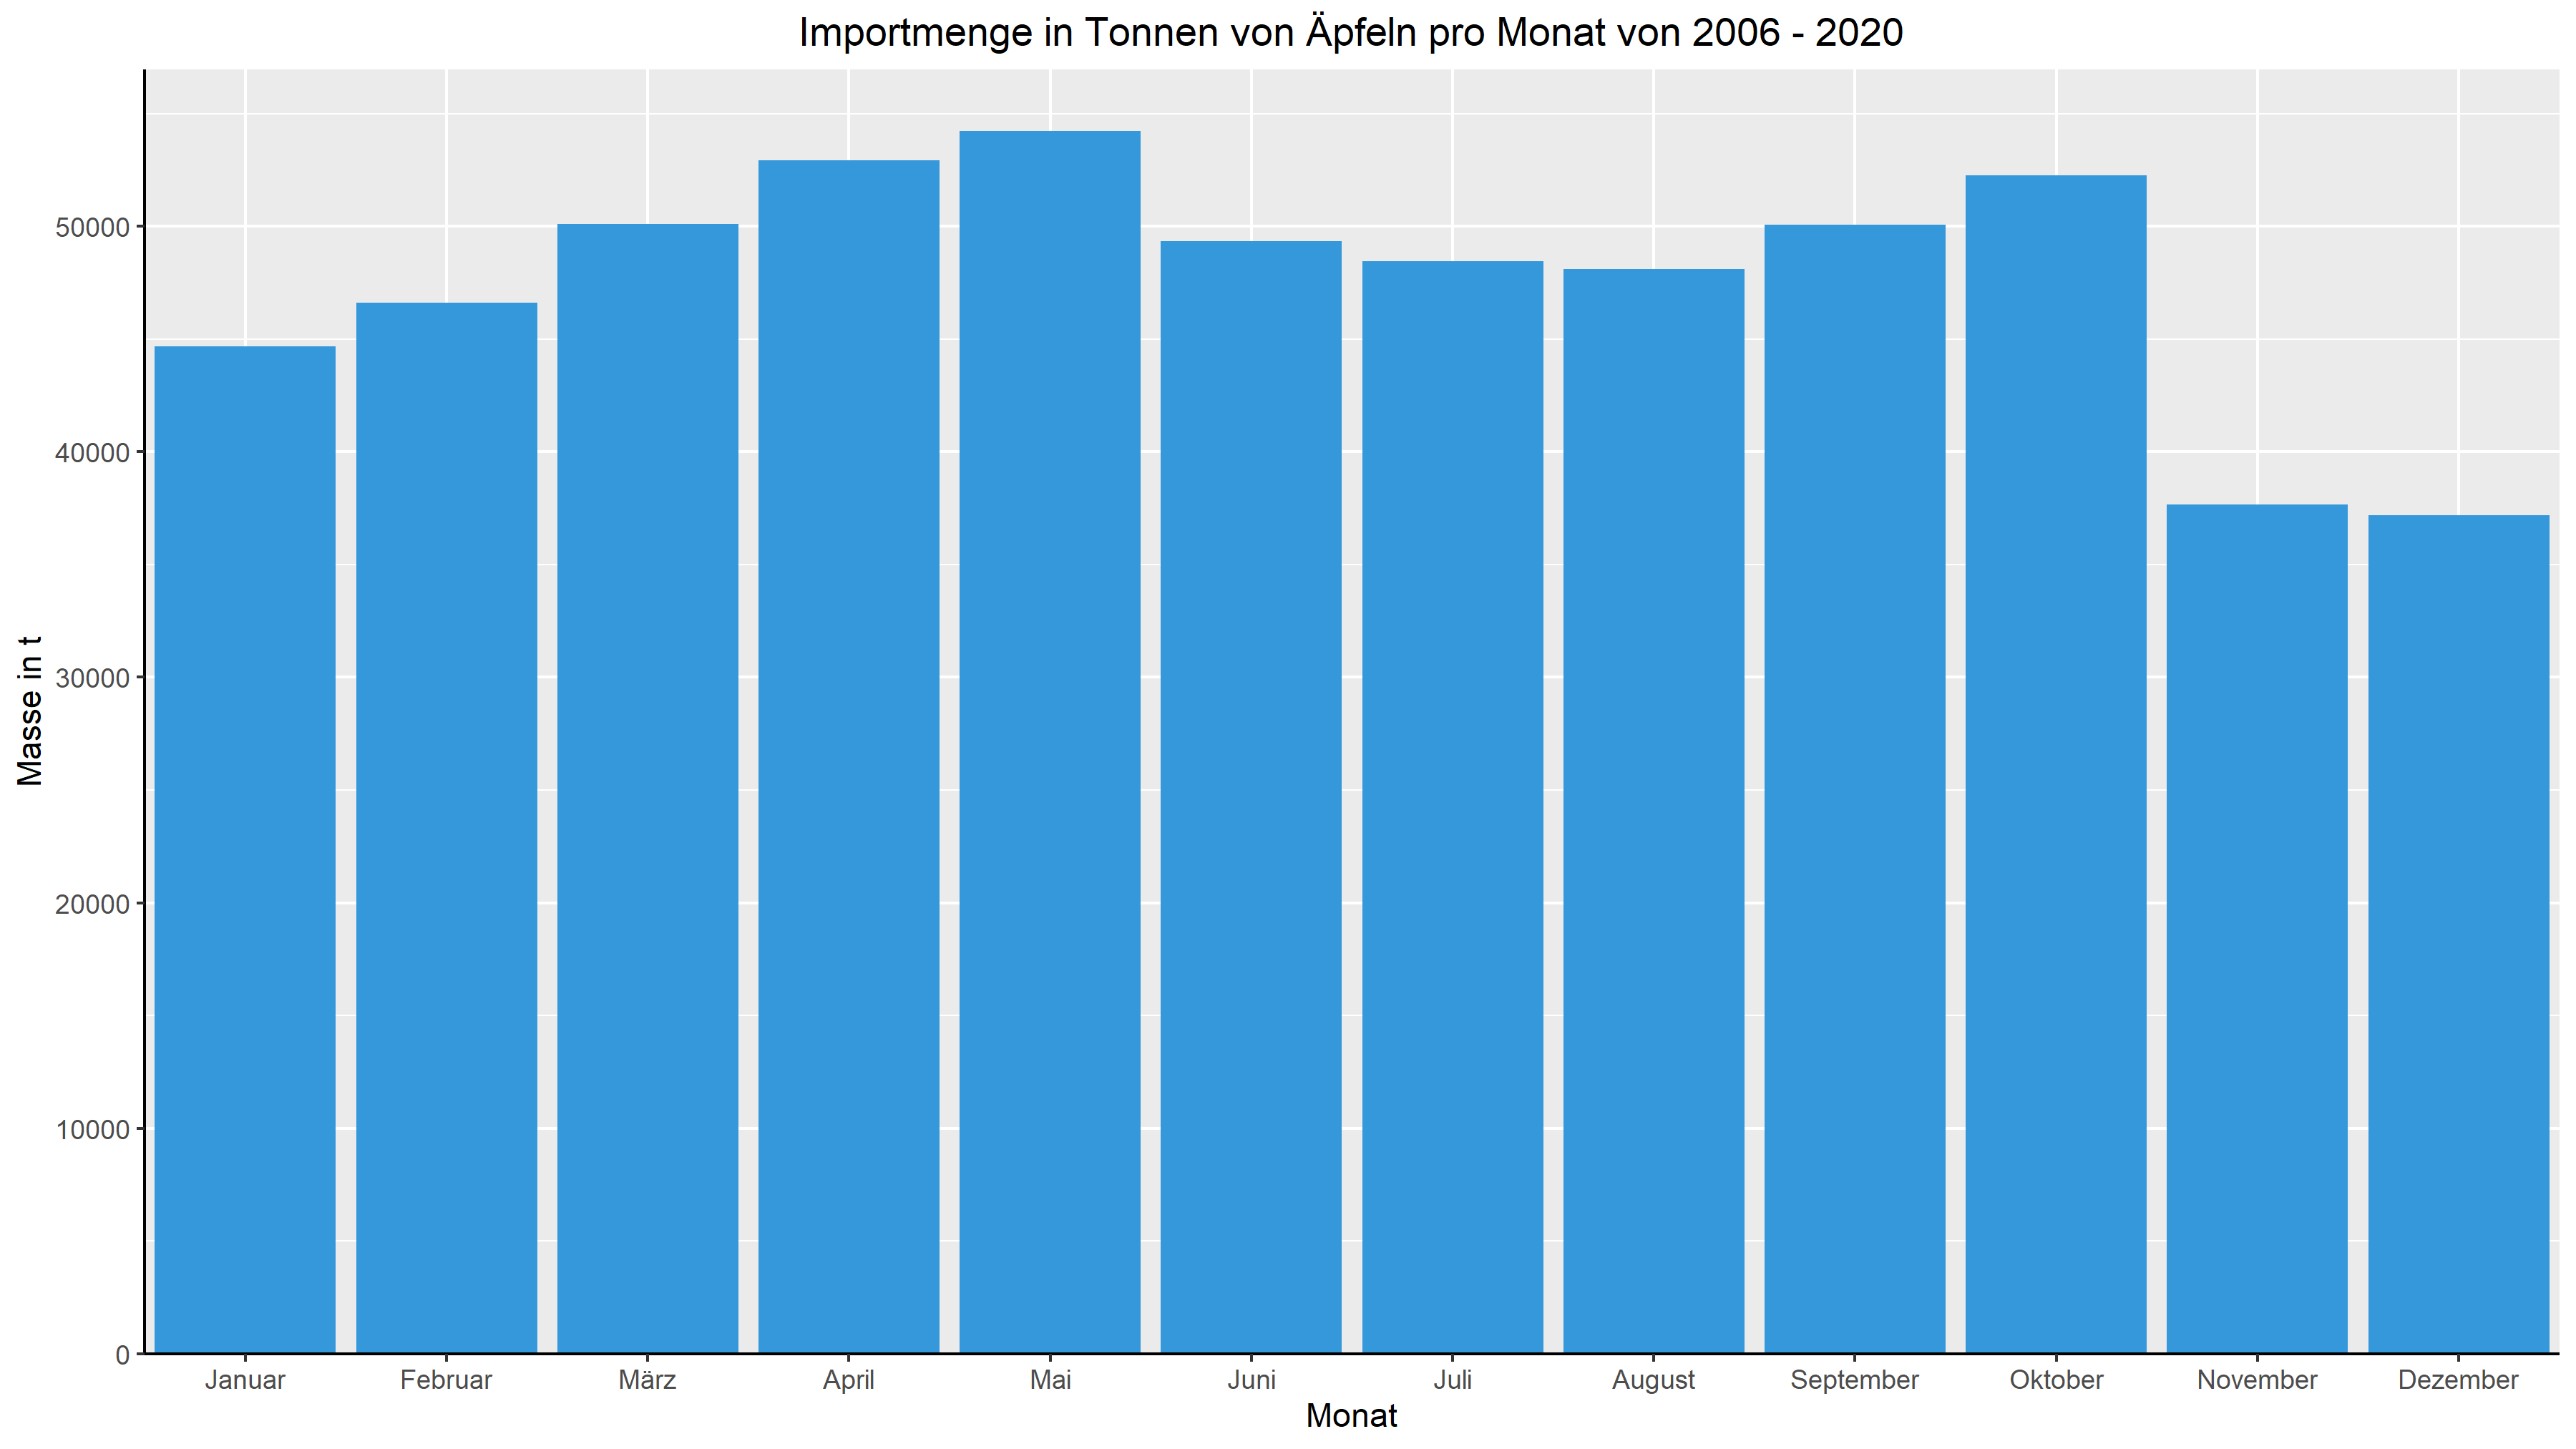 Importmenge in Tonnen von Äpfeln pro Monat von 2006 - 2020
Masse in t
50000
40000
30000
20000
10000
0
Januar Februar März April Mai Juni Juli August September Oktober November Dezember
Monat